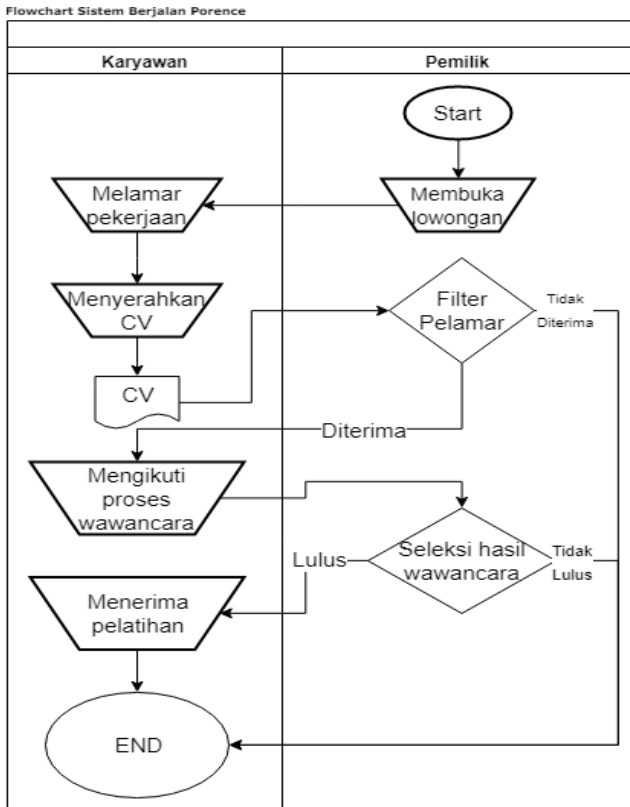 Flowchart Sistem Berjalan Porence
Karyawan
Pemilik
Start
Membuka
lowongan
Melamar
pekerjaan
Menyerahkan
CV
CV
Filter
Pelamar
Tidak
Diterima
Diterima
Mengikuti
proses
wawancara
Seleksi hasil
wawancara
Tidak
Lulus
Lulus
Menerima
pelatihan
END